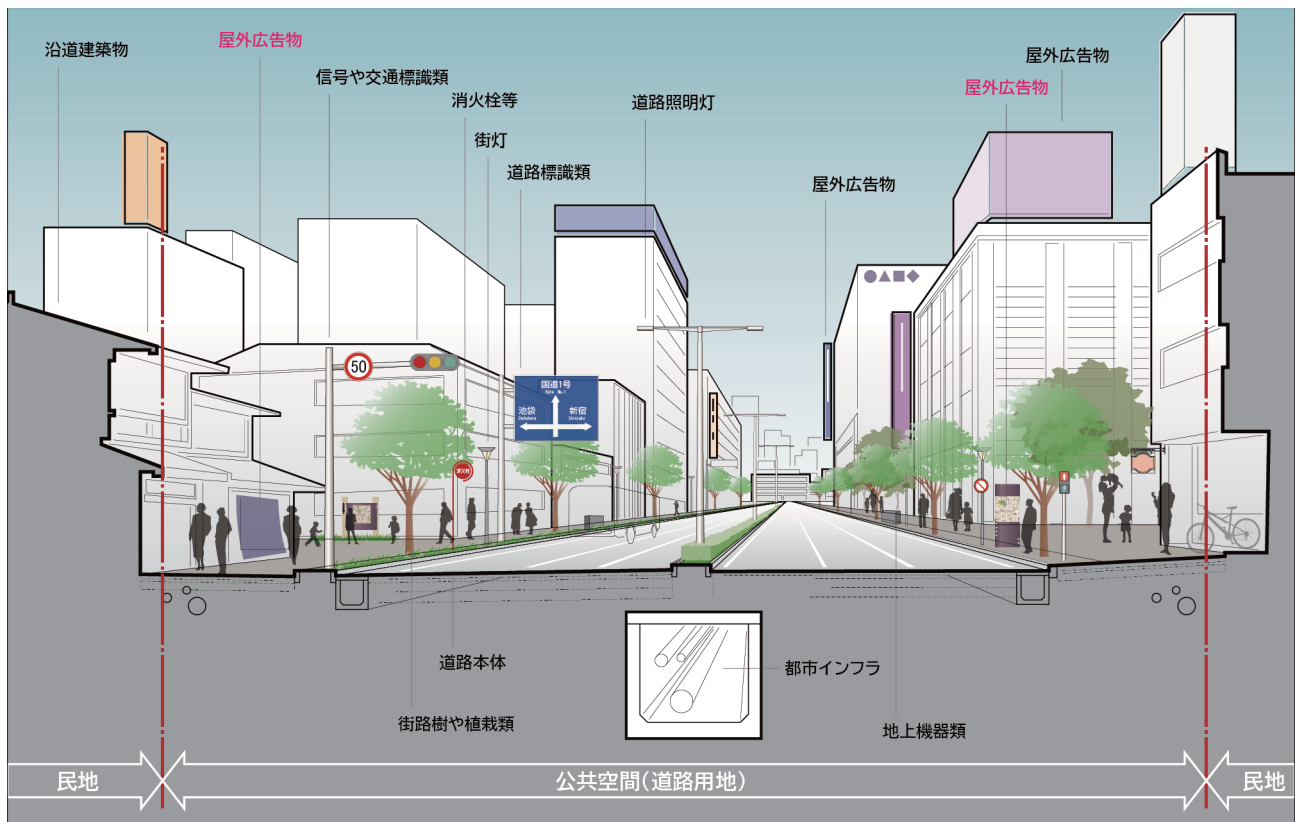 沿道建築物
屋外広告物
信号や交通標識類
消火栓等
街灯
道路標識類
道路照明灯
屋外広告物
屋外広告物
屋外広告物
50
国道1号
池袋
新宿
道路本体
街路樹や植栽類
都市インフラ
地上機器類
民地
公共空間(道路用地)
民地